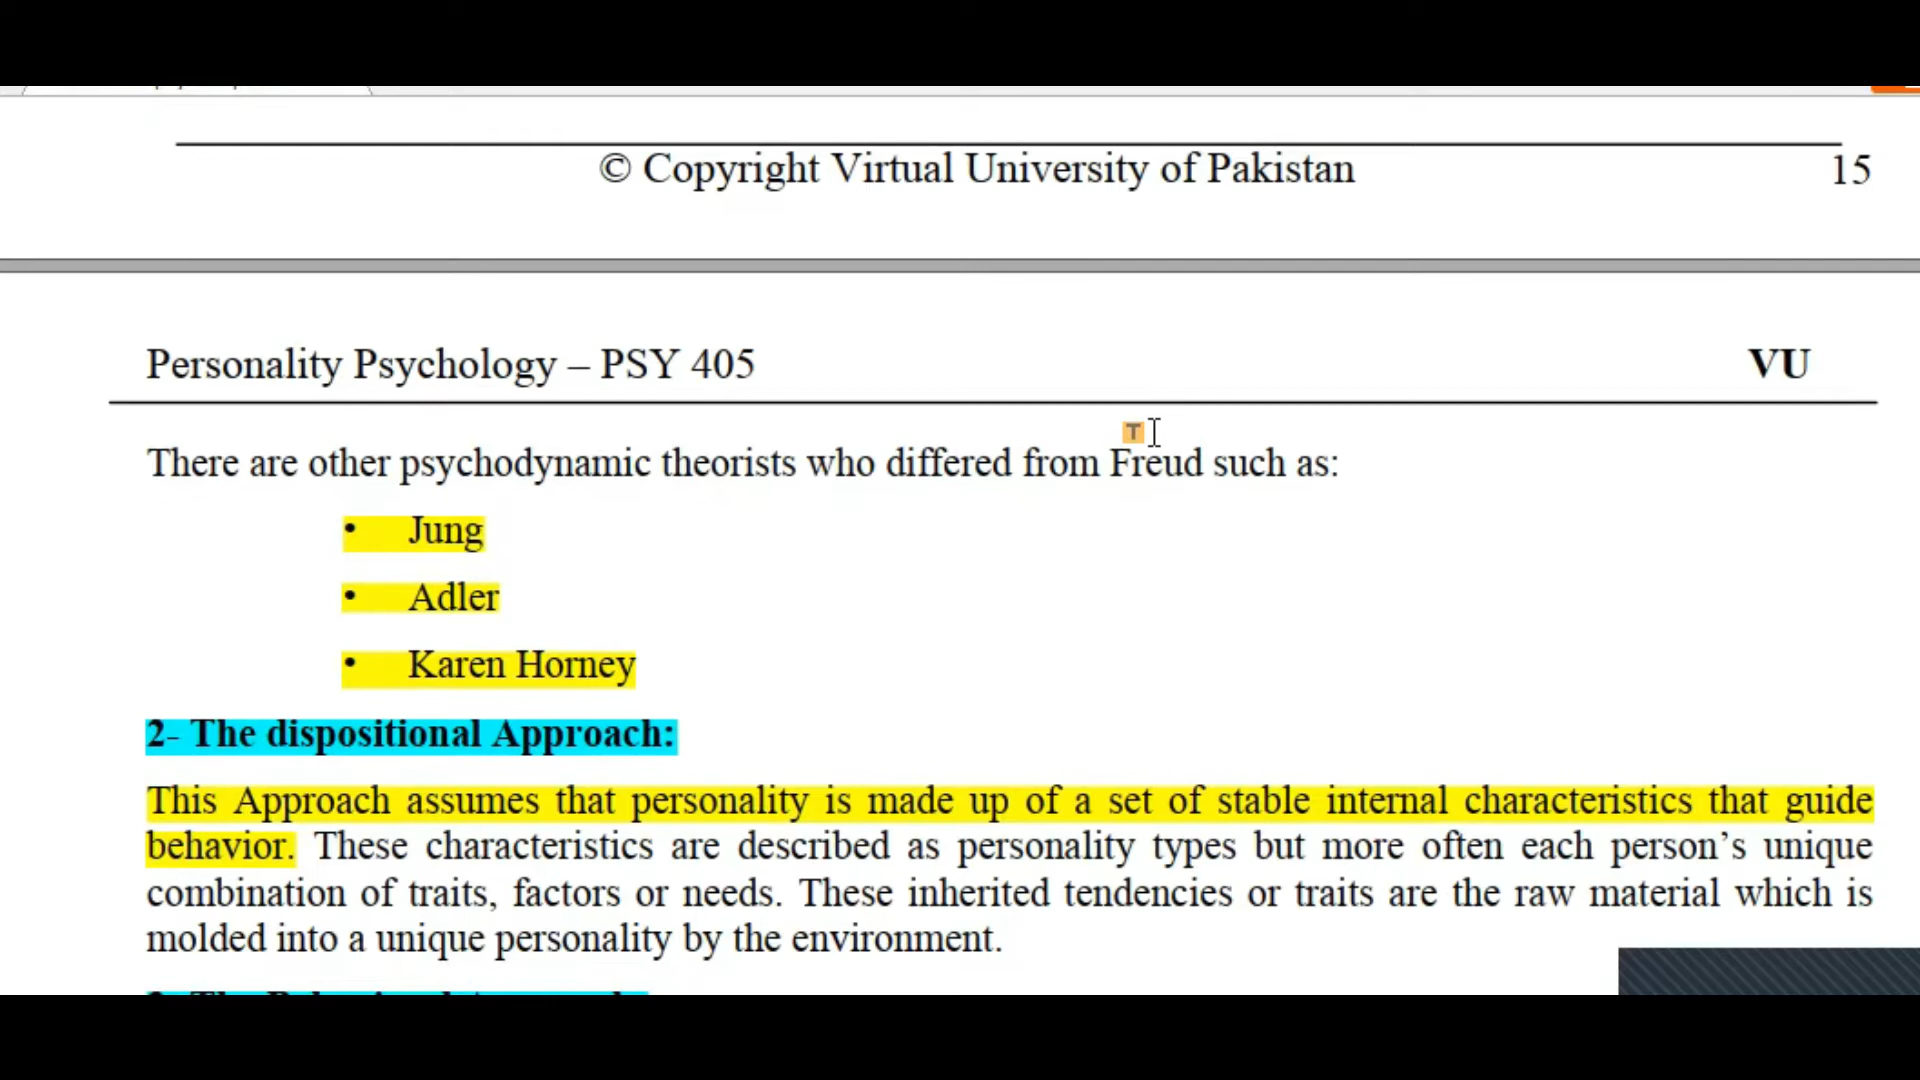 © Copyright Virtual University of Pakistan 15
Personality Psychology – PSY 405 VU
T
There are other psychodynamic theorists who differed from Freud such as:
• Jung
• Adler
• Karen Horney
2- The dispositional Approach:
This Approach assumes that personality is made up of a set of stable internal characteristics that guide
behavior. These characteristics are described as personality types but more often each person’s unique
combination of traits, factors or needs. These inherited tendencies or traits are the raw material which is
molded into a unique personality by the environment.